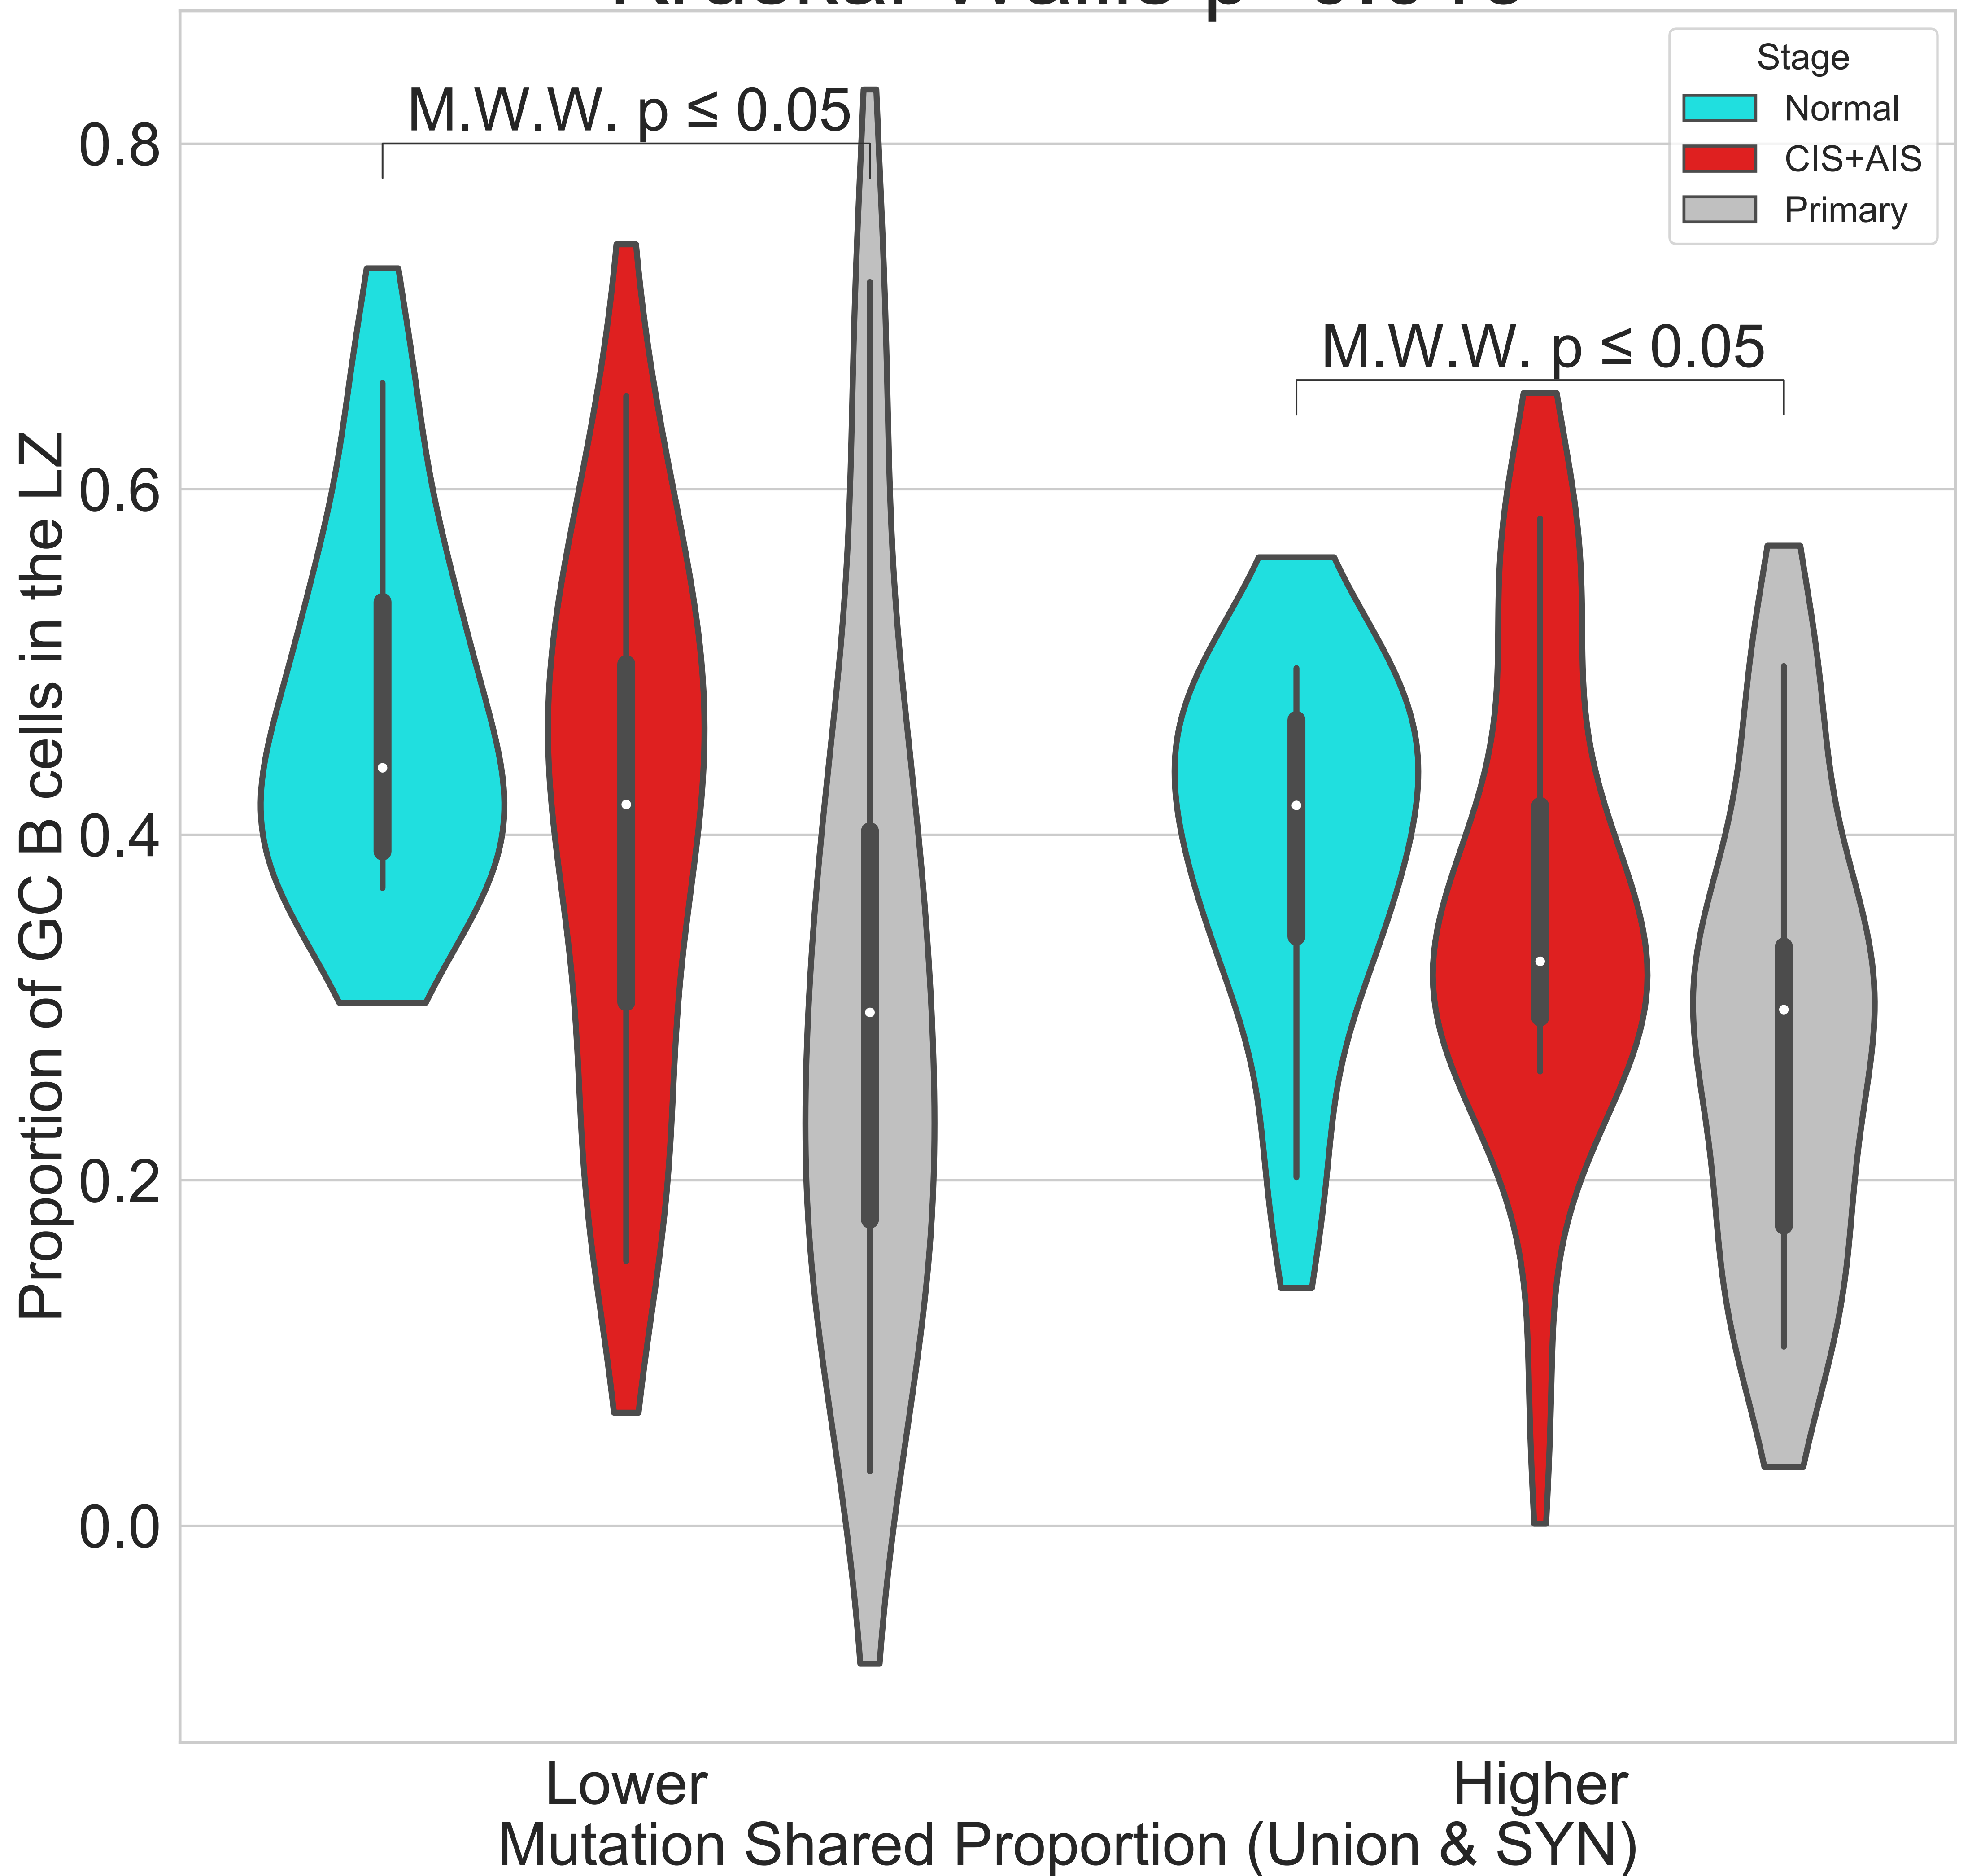 Stage
Normal
CIS+AIS
Primary
M.W.W. p ≤ 0.05
M.W.W. p ≤ 0.05
Proportion of GC B cells in the LZ
0.8
0.6
0.4
0.2
0.0
Lower
Higher
Mutation Shared Proportion (Union & SYN)